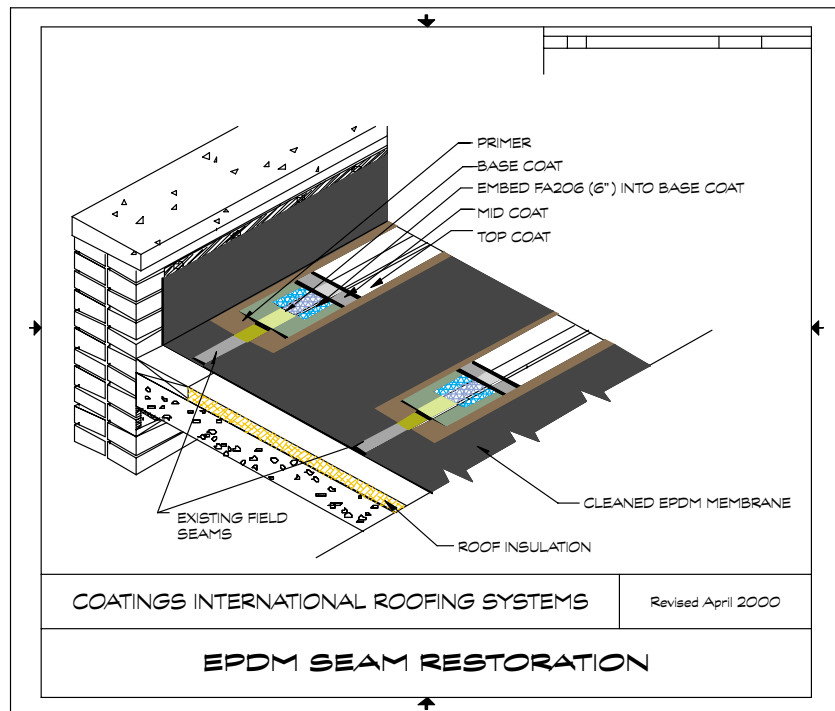 PRIMER
BASE COAT
EMBED FA206 (6") INTO BASE COAT
MID COAT
TOP COAT
CLEANED EPDM MEMBRANE
EXISTING FIELD
SEAMS
ROOF INSULATION
COATINGS INTERNATIONAL ROOFING SYSTEMS
Revised April 2000
EPDM SEAM RESTORATION